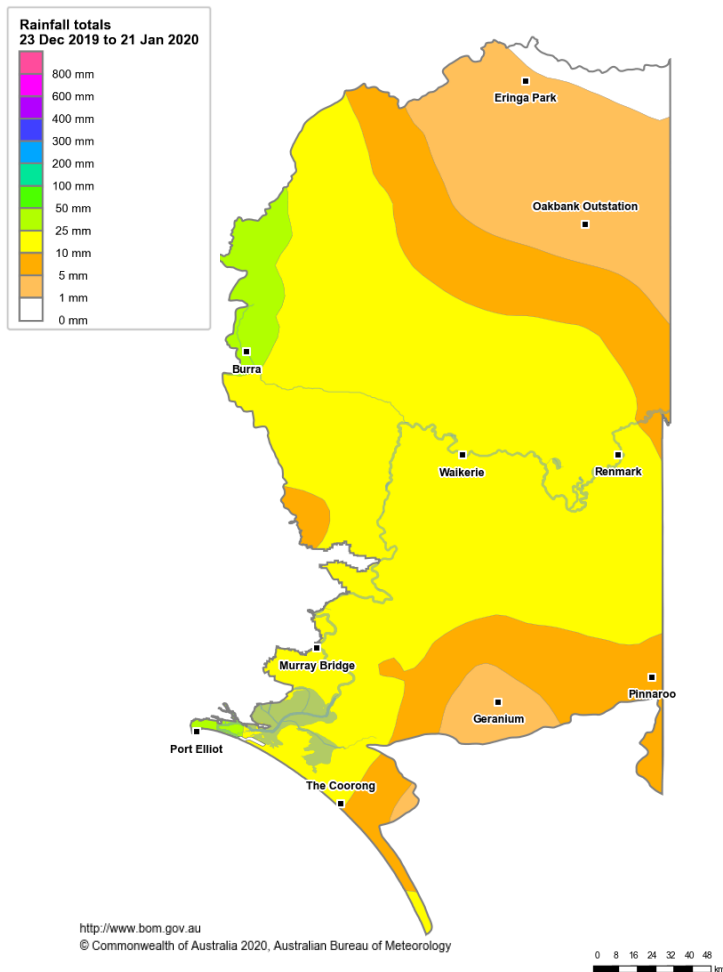 Rainfall totals
23 Dec 2019 to 21 Jan 2020
800 mm
600 mm
400 mm
300 mm
200 mm
100 mm
50 mm
25 mm
10 mm
5 mm
1 mm
0 mm
Eringa Park
Oakbank Outstation
Burra
Waikerie
Renmark
Murray Bridge
Pinnaroo
Geranium
Port Elliot
The Coorong
http://www.bom.gov.au
© Commonwealth of Australia 2020, Australian Bureau of Meteorology
0 8 16 24 32 40 48